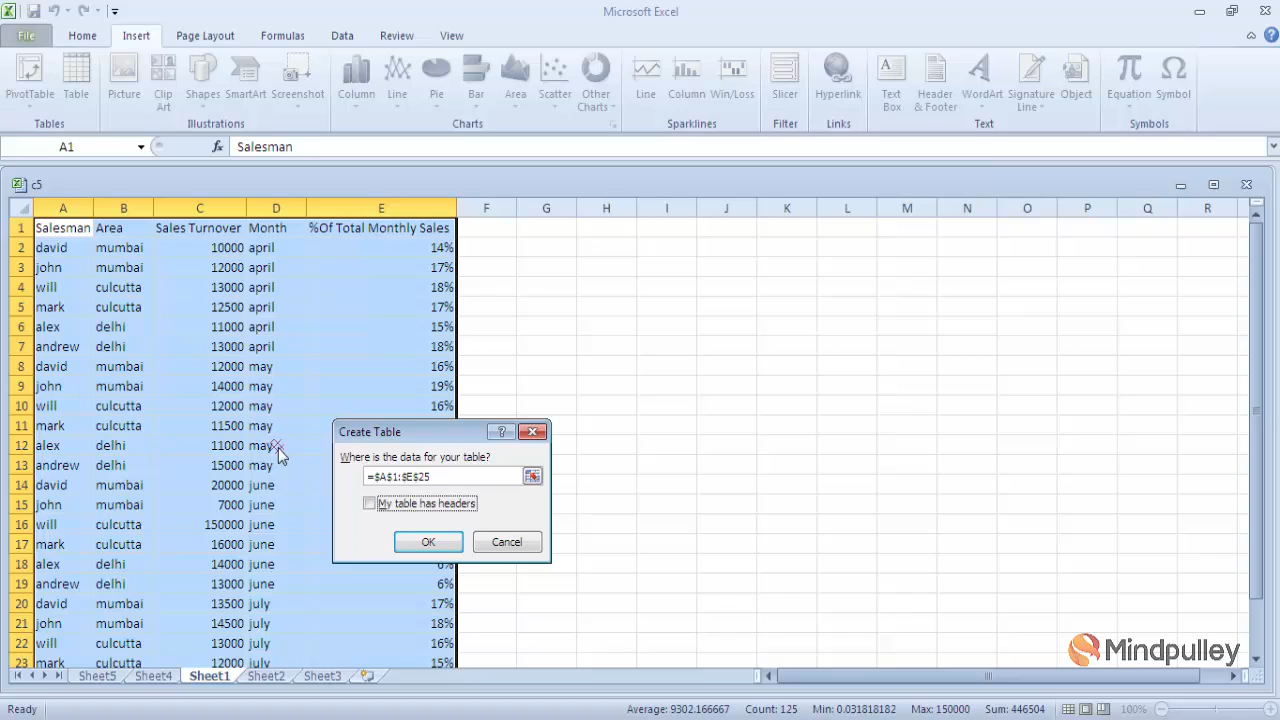 Microsoft Excel
File Home Insert Page Layout Formulas Data Review View
PivotTable Table Picture Clip Art Shapes SmartArt Screenshot Column Line Pie Bar Area Scatter Other Charts Line Column Win/Loss Slicer Hyperlink Text Box Header & Footer WordArt Signature Line Object Equation Symbol
Tables Illustrations Charts Sparklines Filter Links Text Symbols
A1 fx Salesman
c5
A B C D E F G H I J K L M N O P Q R
1 Salesman Area Sales Turnover Month %Of Total Monthly Sales
2 david mumbai 10000 april 14%
3 john mumbai 12000 april 17%
4 will culcutta 13000 april 18%
5 mark culcutta 12500 april 17%
6 alex delhi 11000 april 15%
7 andrew delhi 13000 april 18%
8 david mumbai 12000 may 16%
9 john mumbai 14000 may 19%
10 will culcutta 12000 may 16%
11 mark culcutta 11500 may
12 alex delhi 11000 may
13 andrew delhi 15000 may
14 david mumbai 20000 june
15 john mumbai 7000 june
16 will culcutta 150000 june
17 mark culcutta 16000 june
18 alex delhi 14000 june 6%
19 andrew delhi 13000 june 6%
20 david mumbai 13500 july 17%
21 john mumbai 14500 july 18%
22 will culcutta 13000 july 16%
23 mark culcutta 12000 july 15%
Create Table
Where is the data for your table?
=$A$1:$E$25
My table has headers
OK Cancel
Mindpulley
Sheet5 Sheet4 Sheet1 Sheet2 Sheet3
Ready Average: 9302.166667 Count: 125 Min: 0.031818182 Max: 150000 Sum: 446504 100%